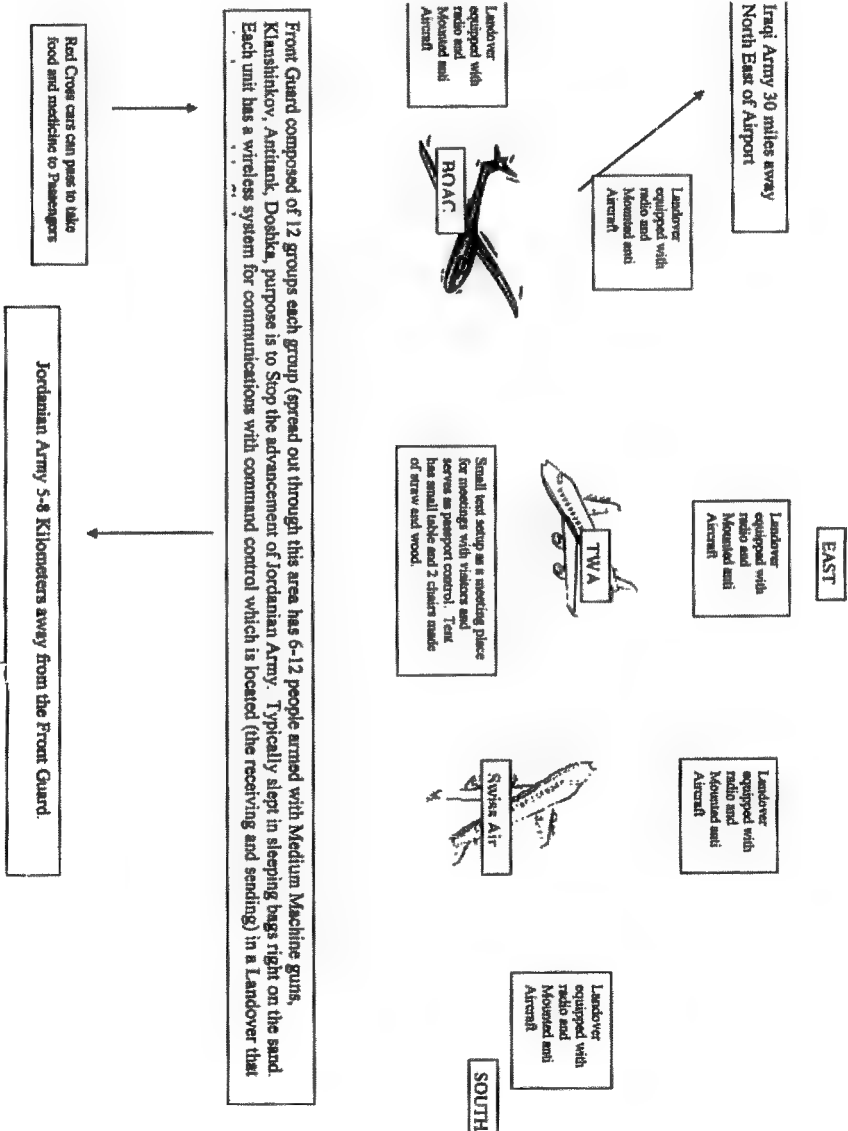 EAST
Iraqi Army 30 miles away
North East of Airport
Landover
equipped with
radio and
Mounted anti
Aircraft
Landover
equipped with
radio and
Mounted anti
Aircraft
Landover
equipped with
radio and
Mounted anti
Aircraft
Landover
equipped with
radio and
Mounted anti
Aircraft
Landover
equipped with
radio and
Mounted anti
Aircraft
SOUTH
BOAC
TWA
Swiss Air
Small tent setup as a meeting place
for meetings with visitors and
serves as passport control. Tent
has small table and 2 chairs made
of straw and wood.
Front Guard composed of 12 groups each group (spread out through this area has 6-12 people armed with Medium Machine guns,
Klanshinkov, Antitank, Doshka, purpose is to Stop the advancement of Jordanian Army. Typically slept in sleeping bags right on the sand.
Each unit has a wireless system for communications with command control which is located (the receiving and sending) in a Landover that
Red Cross cars can pass to take
food and medicine to Passengers
Jordanian Army 5-8 Kilometers away from the Front Guard.